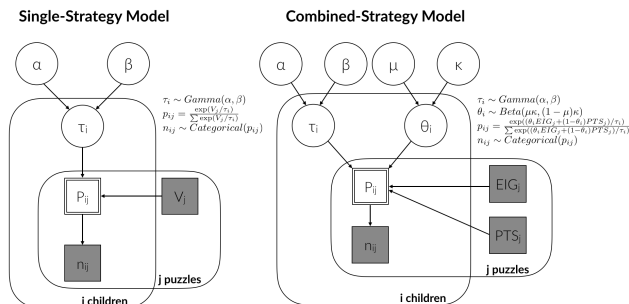 Single-Strategy Model
α β
τi ~ Gamma(α, β)
pij = exp(Vj/τi) / ∑ exp(Vj/τi)
nij ~ Categorical(pij)
τi
Pij
Vj
nij
j puzzles
i children
Combined-Strategy Model
α β μ κ
τi ~ Gamma(α, β)
θi ~ Beta(μκ, (1 − μ)κ)
pij = exp((θiEIGj+(1−θi)PTSj)/τi) / ∑ exp((θiEIGj+(1−θi)PTSj)/τi)
nij ~ Categorical(pij)
τi θi
Pij
EIGj
PTSj
nij
j puzzles
i children